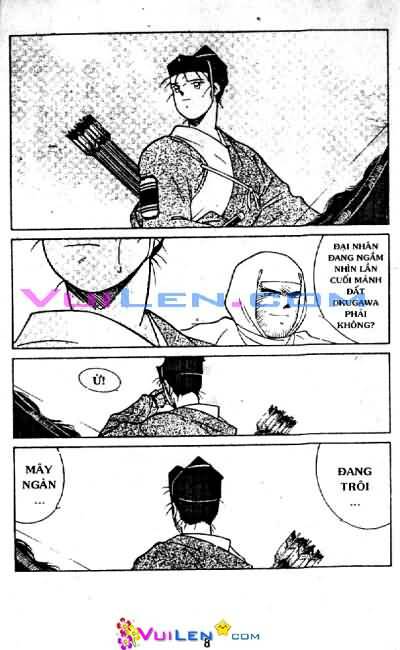 ĐẠI NHÂN
ĐANG NGẮM
NHÌN LẦN
CUỐI MẢNH
ĐẤT
OKUGAWA
PHẢI
KHÔNG?
VUILEN.COM
Ừ!
MÂY
NGÀN
...
ĐANG
TRÔI
...
VUILEN.COM
8